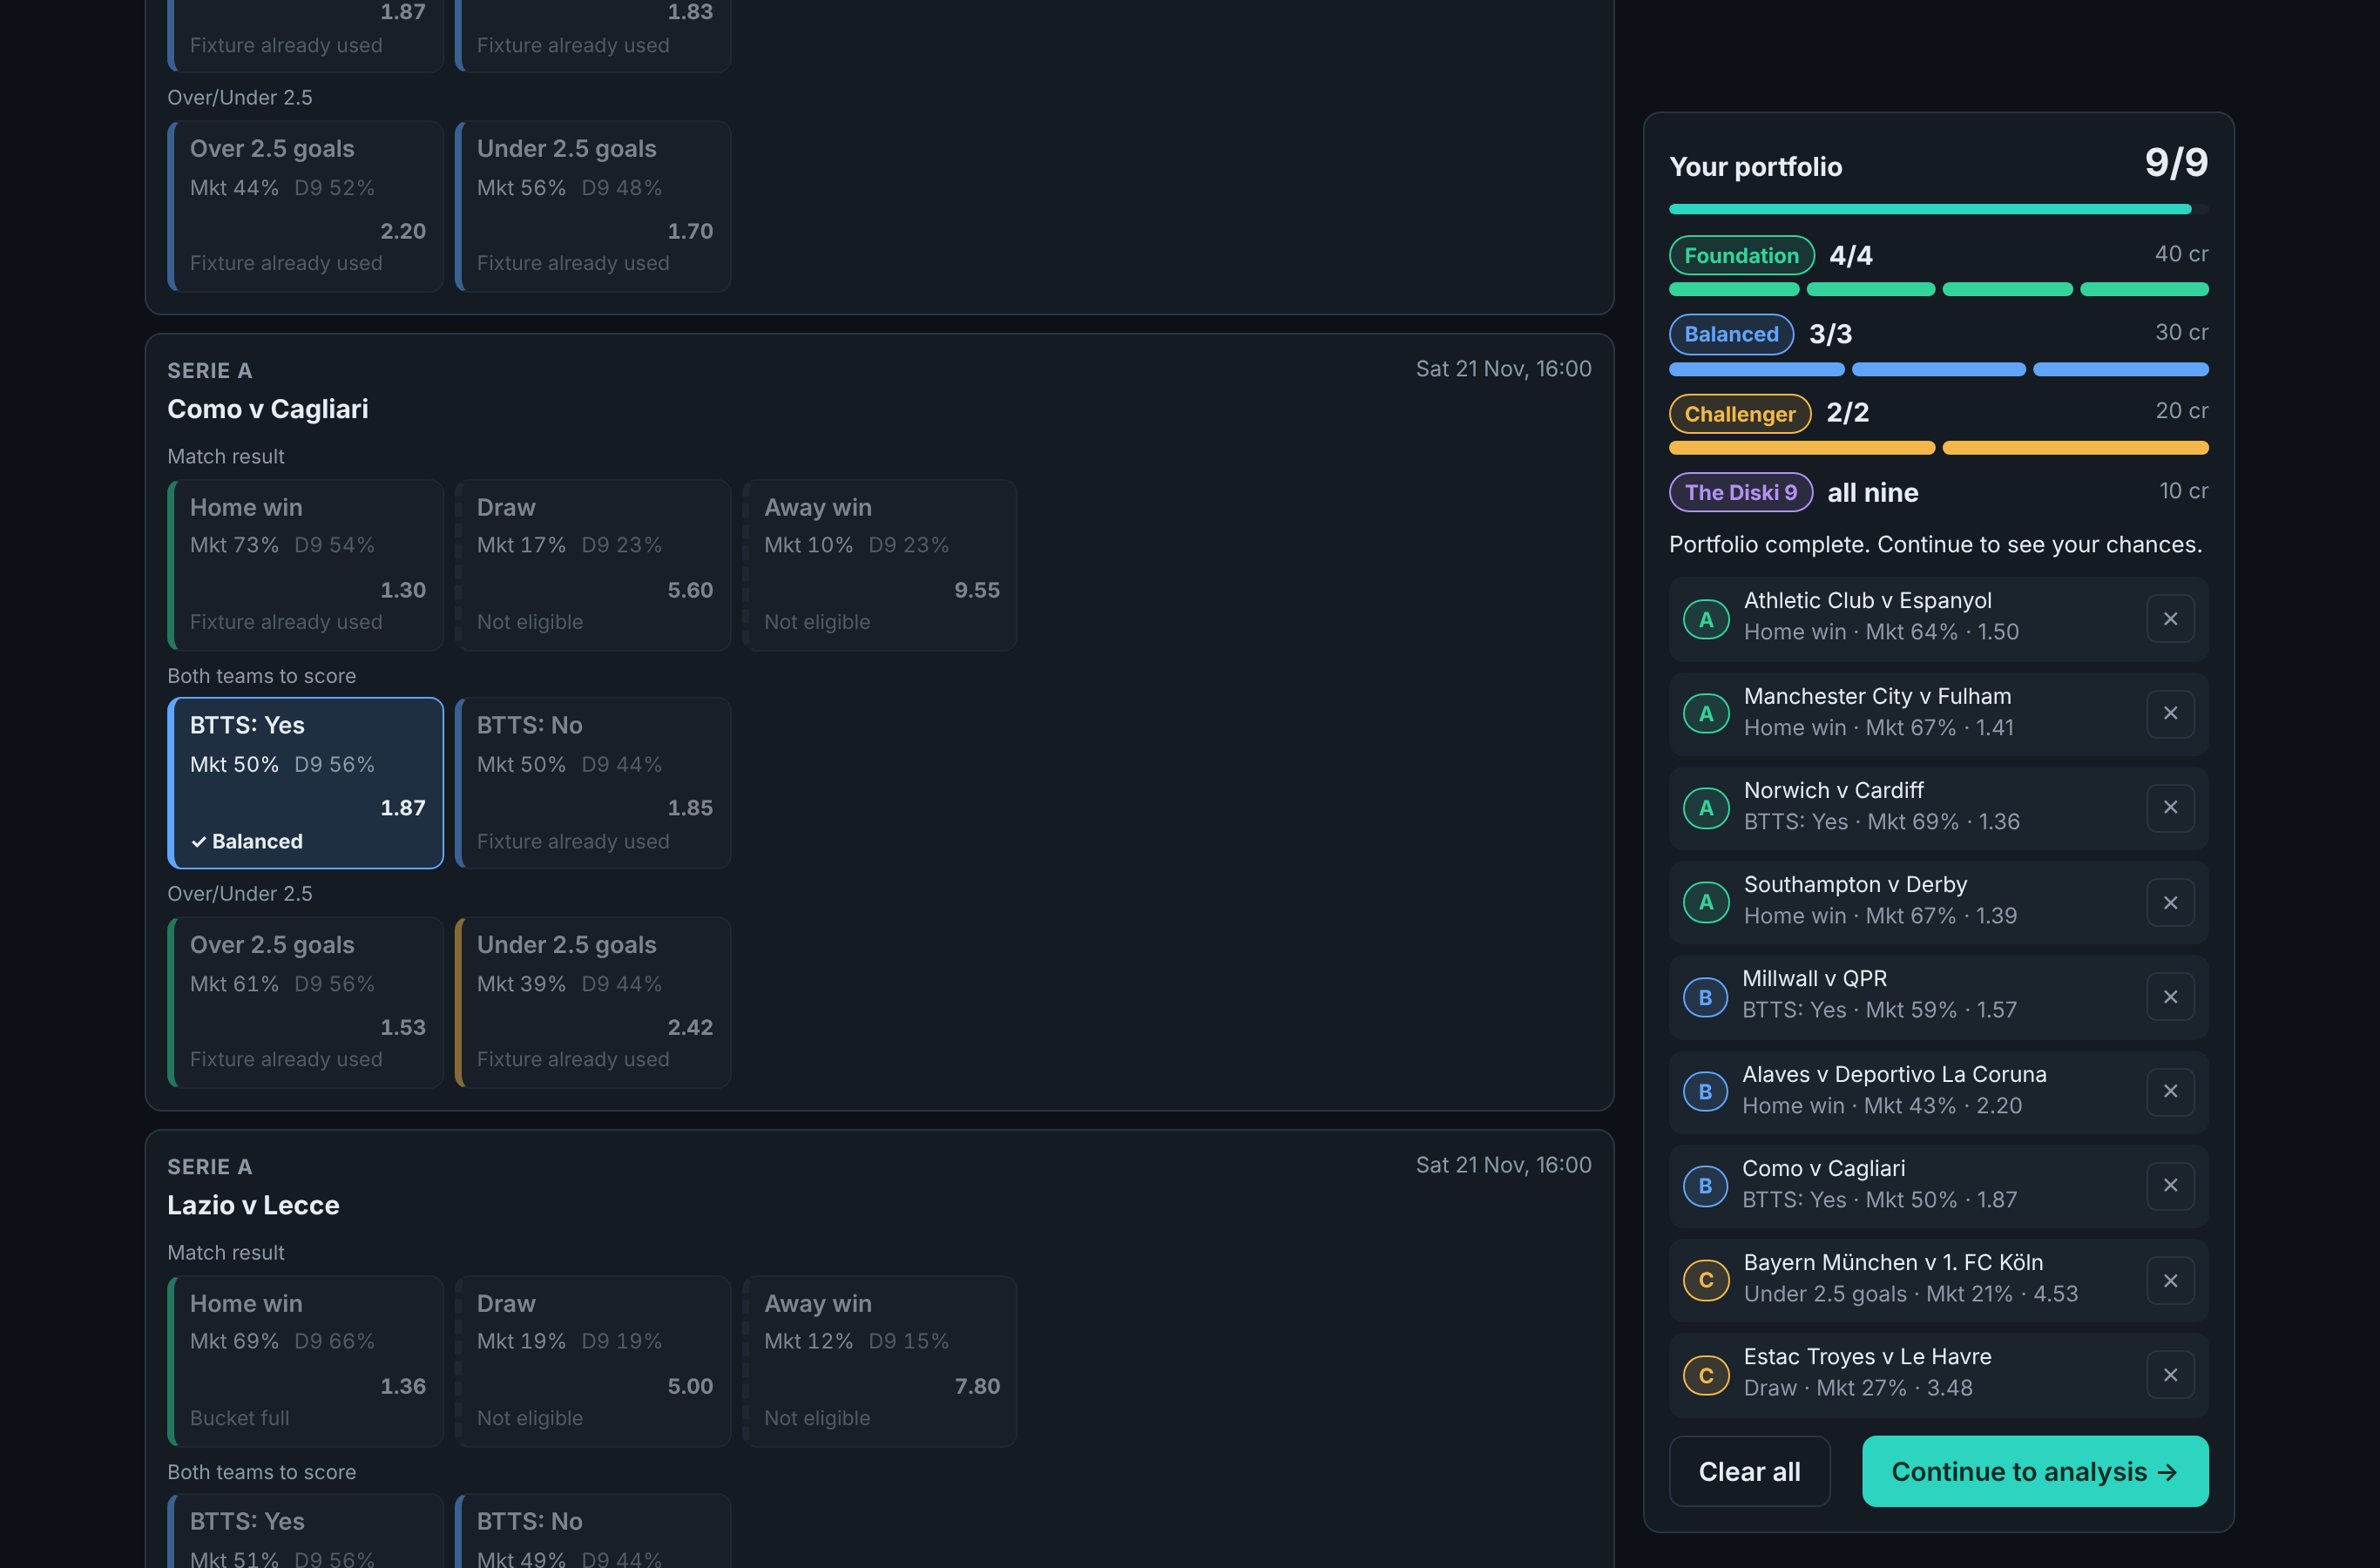 1.87
1.83
Fixture already used
Fixture already used
Over/Under 2.5
Over 2.5 goals
Under 2.5 goals
Mkt 44% D9 52%
Mkt 56% D9 48%
2.20
1.70
Fixture already used
Fixture already used
SERIE A
Sat 21 Nov, 16:00
Como v Cagliari
Match result
Home win
Draw
Away win
Mkt 73% D9 54%
Mkt 17% D9 23%
Mkt 10% D9 23%
1.30
5.60
9.55
Fixture already used
Not eligible
Not eligible
Both teams to score
BTTS: Yes
BTTS: No
Mkt 50% D9 56%
Mkt 50% D9 44%
1.87
1.85
✓ Balanced
Fixture already used
Over/Under 2.5
Over 2.5 goals
Under 2.5 goals
Mkt 61% D9 56%
Mkt 39% D9 44%
1.53
2.42
Fixture already used
Fixture already used
SERIE A
Sat 21 Nov, 16:00
Lazio v Lecce
Match result
Home win
Draw
Away win
Mkt 69% D9 66%
Mkt 19% D9 19%
Mkt 12% D9 15%
1.36
5.00
7.80
Bucket full
Not eligible
Not eligible
Both teams to score
BTTS: Yes
BTTS: No
Mkt 51% D9 56%
Mkt 49% D9 44%
Your portfolio
9/9
Foundation 4/4
40 cr
Balanced 3/3
30 cr
Challenger 2/2
20 cr
The Diski 9 all nine
10 cr
Portfolio complete. Continue to see your chances.
A
Athletic Club v Espanyol
Home win · Mkt 64% · 1.50
×
A
Manchester City v Fulham
Home win · Mkt 67% · 1.41
×
A
Norwich v Cardiff
BTTS: Yes · Mkt 69% · 1.36
×
A
Southampton v Derby
Home win · Mkt 67% · 1.39
×
B
Millwall v QPR
BTTS: Yes · Mkt 59% · 1.57
×
B
Alaves v Deportivo La Coruna
Home win · Mkt 43% · 2.20
×
B
Como v Cagliari
BTTS: Yes · Mkt 50% · 1.87
×
C
Bayern München v 1. FC Köln
Under 2.5 goals · Mkt 21% · 4.53
×
C
Estac Troyes v Le Havre
Draw · Mkt 27% · 3.48
×
Clear all
Continue to analysis →